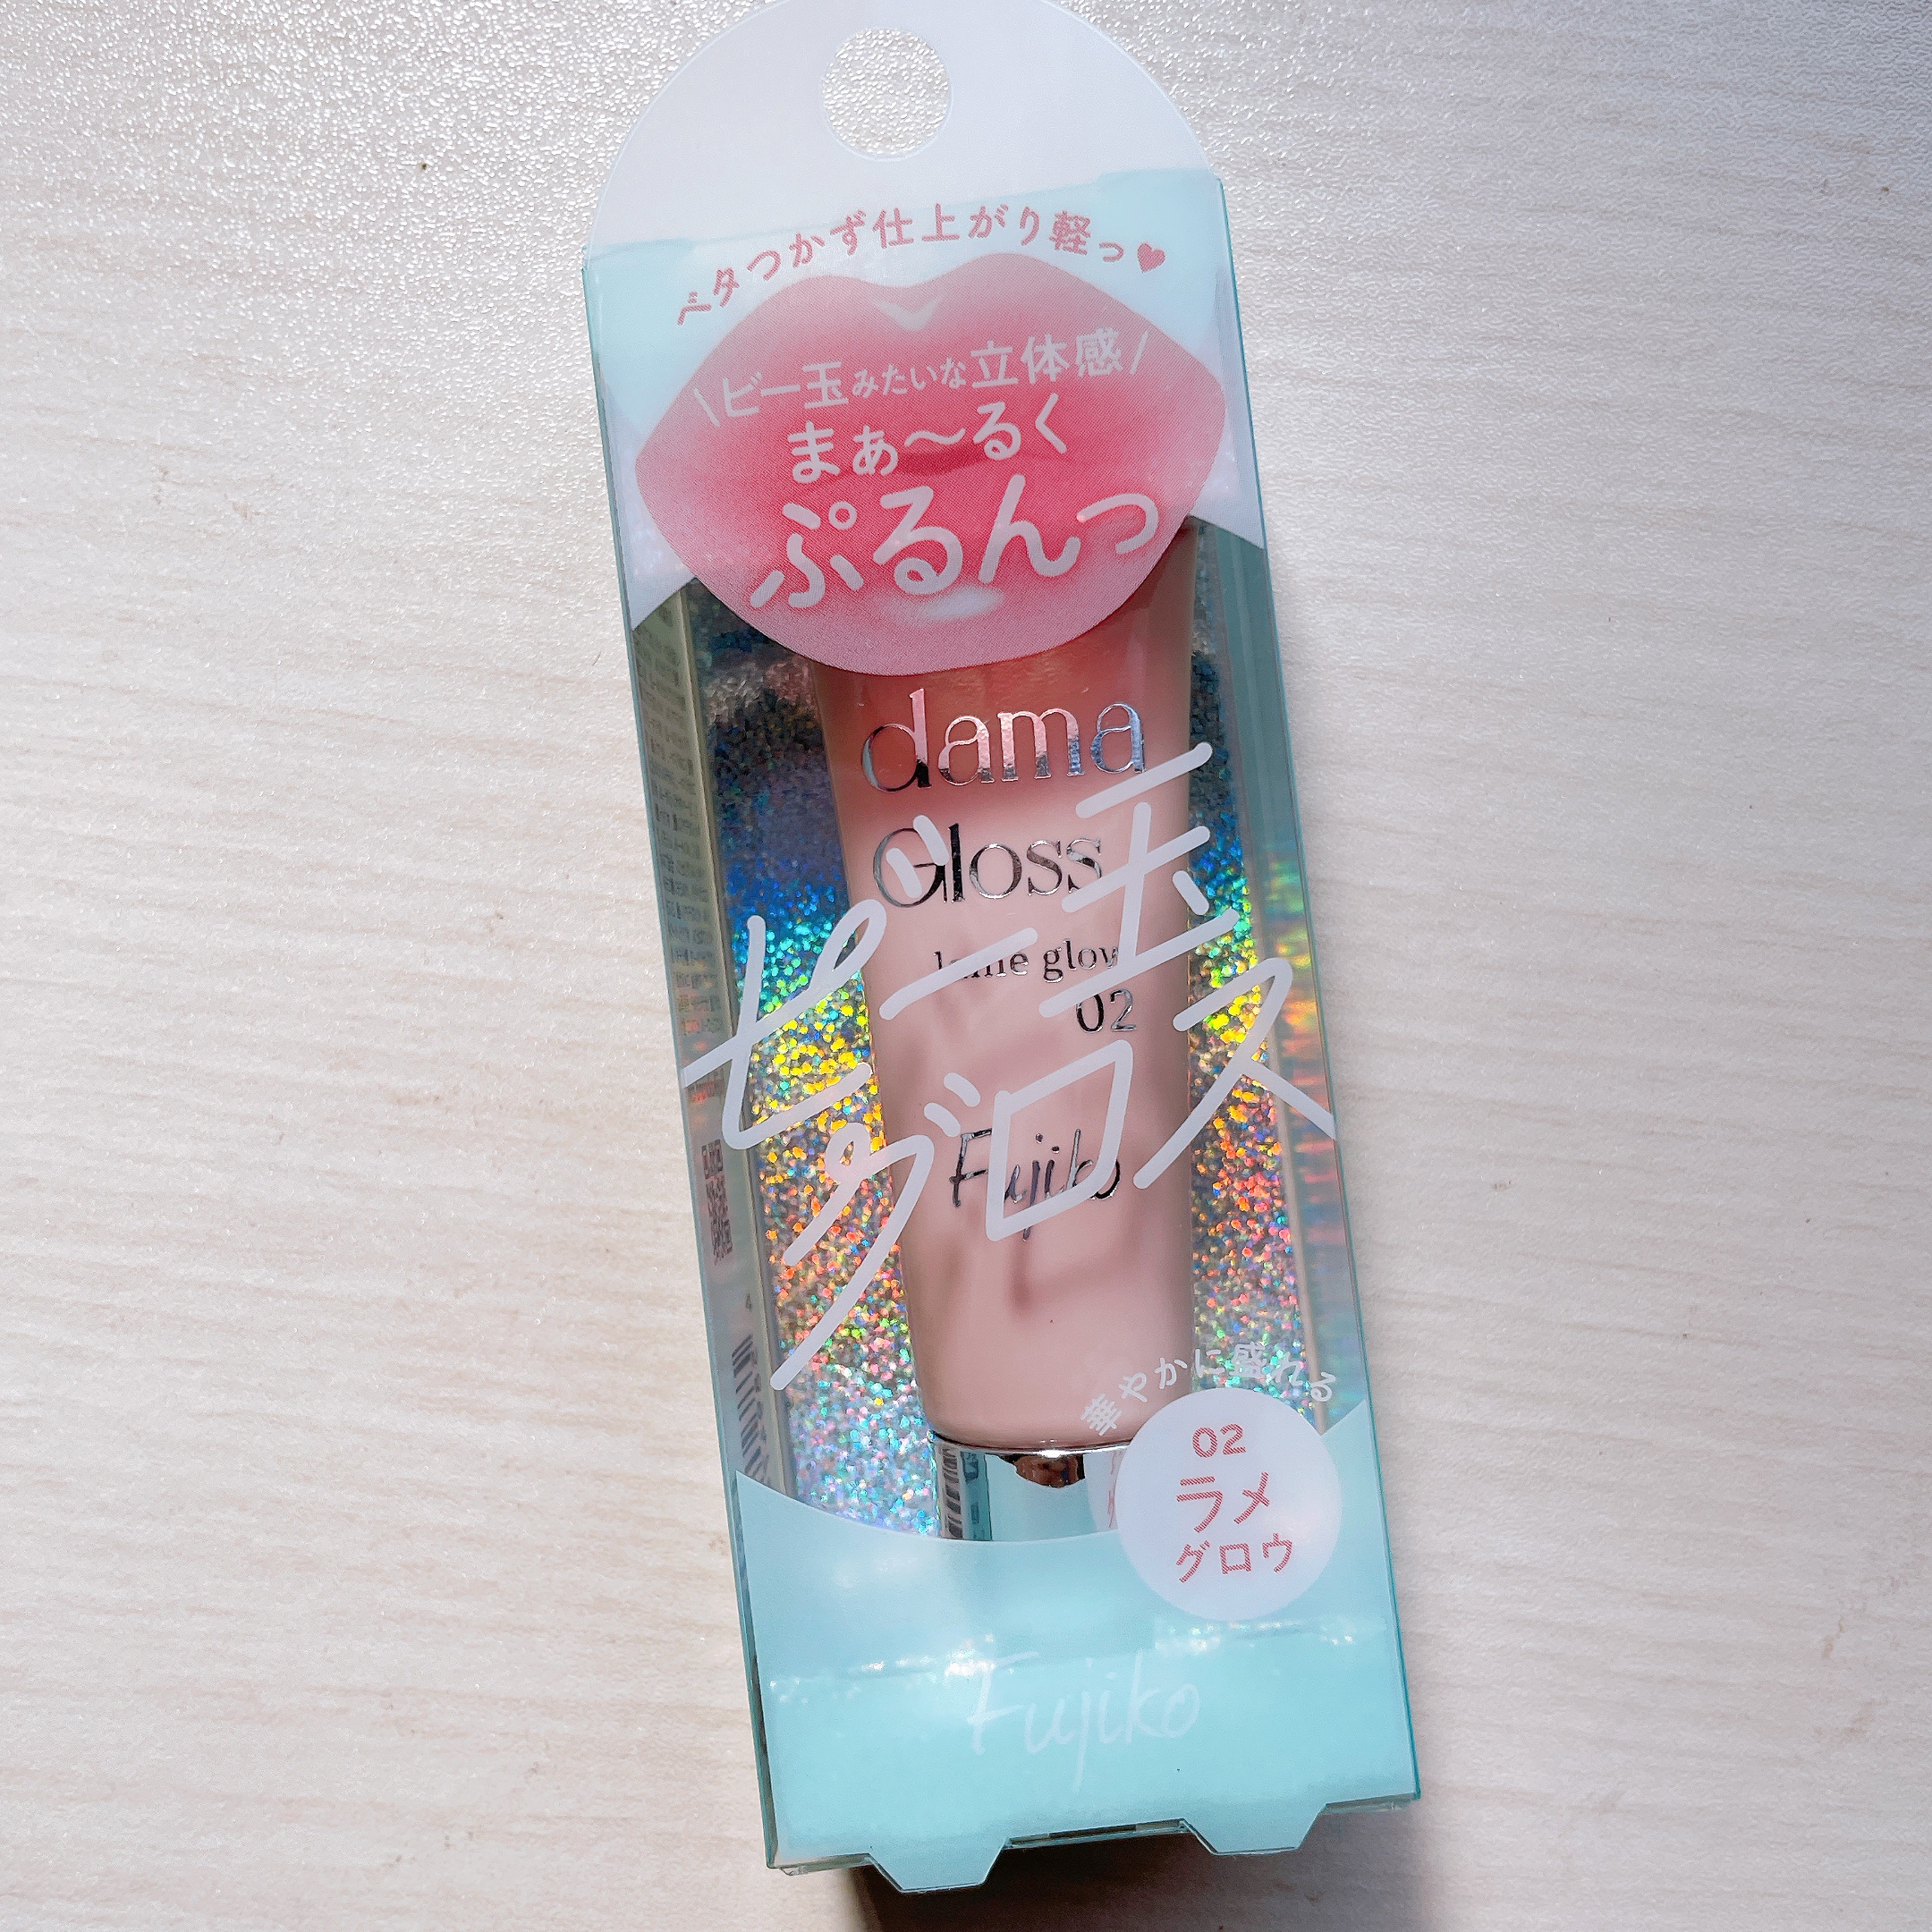 ベタつかず仕上がり軽っ♥
\ビー玉みたいな立体感/
まぁ〜るく
ぷるんっ
dama
Gloss
lame glow
02
Fujiko
ビー玉
グロス
華やかに盛れる
02
ラメ
グロウ
Fujiko